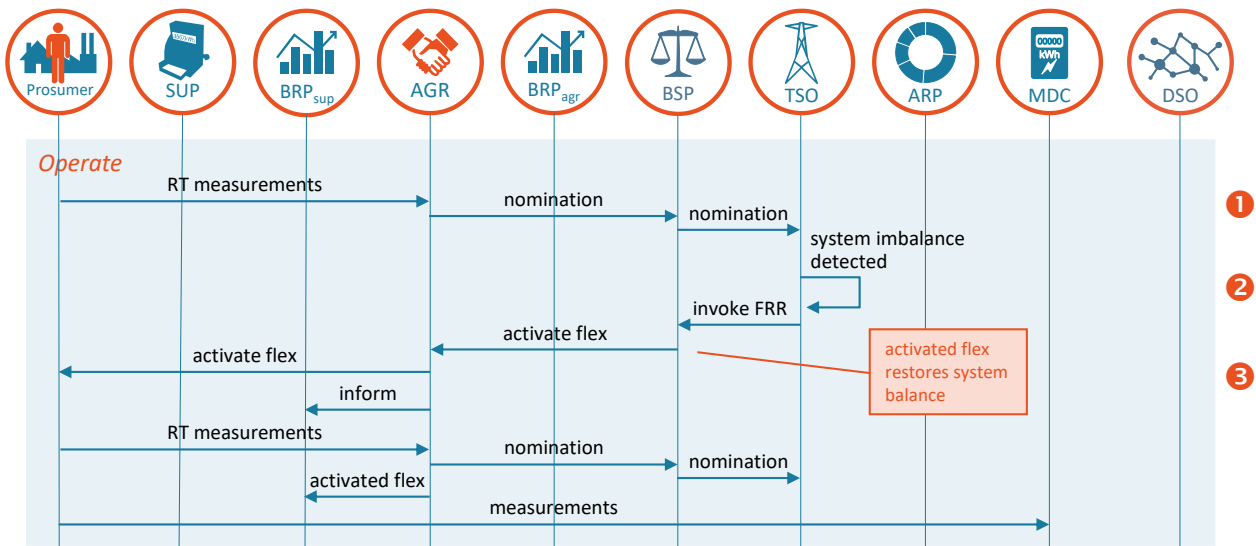 Prosumer
SUP
BRPsup
AGR
BRPagr
BSP
TSO
ARP
00000
kWh
MDC
DSO
Operate
RT measurements
nomination
nomination
1
system imbalance
detected
2
invoke FRR
activate flex
activate flex
activated flex
restores system
balance
3
inform
RT measurements
nomination
nomination
activated flex
measurements